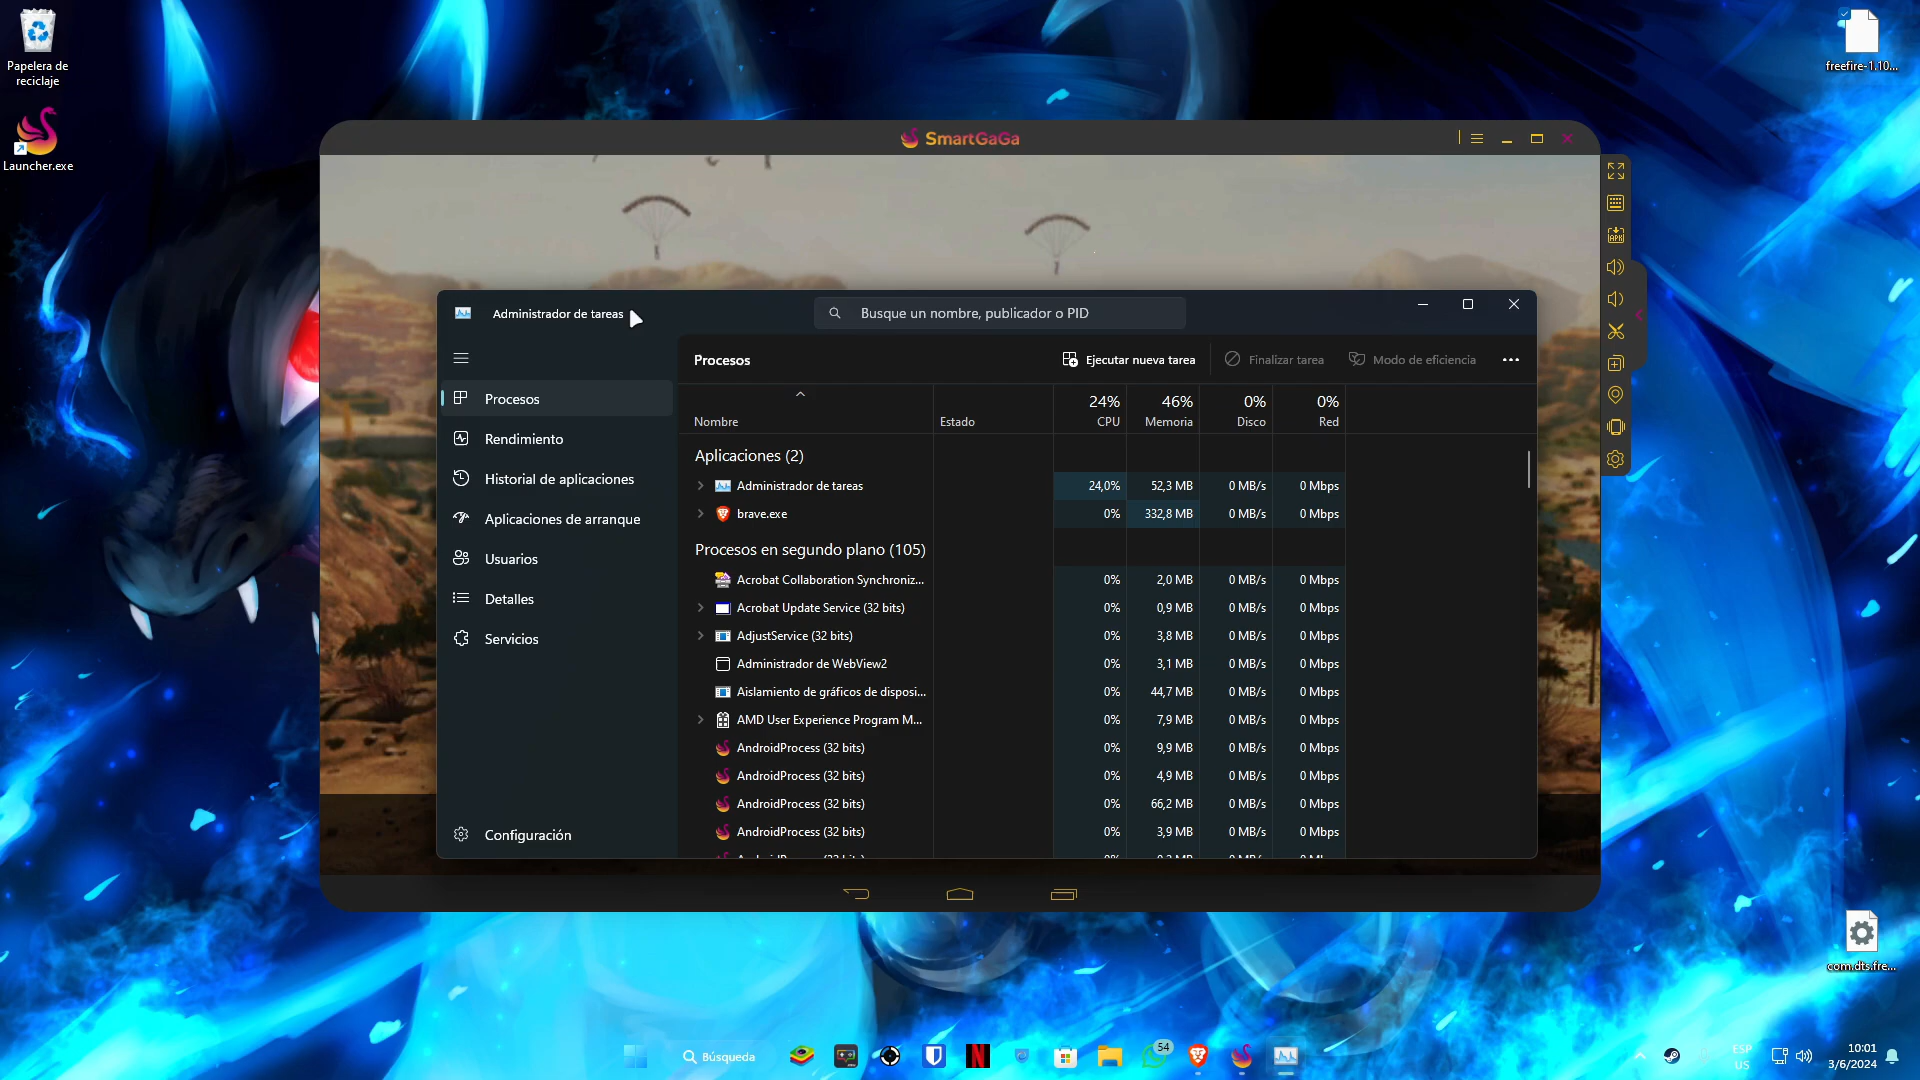 Papelera de
reciclaje
Launcher.exe
freefire-1.10...
SmartGaGa
APK
Administrador de tareas
Busque un nombre, publicador o PID
Procesos
Ejecutar nueva tarea
Finalizar tarea
Modo de eficiencia
Procesos
Rendimiento
Historial de aplicaciones
Aplicaciones de arranque
Usuarios
Detalles
Servicios
Configuración
24% 46% 0% 0%
Nombre Estado CPU Memoria Disco Red
Aplicaciones (2)
Administrador de tareas 24,0% 52,3 MB 0 MB/s 0 Mbps
brave.exe 0% 332,8 MB 0 MB/s 0 Mbps
Procesos en segundo plano (105)
Acrobat Collaboration Synchroniz... 0% 2,0 MB 0 MB/s 0 Mbps
Acrobat Update Service (32 bits) 0% 0,9 MB 0 MB/s 0 Mbps
AdjustService (32 bits) 0% 3,8 MB 0 MB/s 0 Mbps
Administrador de WebView2 0% 3,1 MB 0 MB/s 0 Mbps
Aislamiento de gráficos de disposi... 0% 44,7 MB 0 MB/s 0 Mbps
AMD User Experience Program M... 0% 7,9 MB 0 MB/s 0 Mbps
AndroidProcess (32 bits) 0% 9,9 MB 0 MB/s 0 Mbps
AndroidProcess (32 bits) 0% 4,9 MB 0 MB/s 0 Mbps
AndroidProcess (32 bits) 0% 66,2 MB 0 MB/s 0 Mbps
AndroidProcess (32 bits) 0% 3,9 MB 0 MB/s 0 Mbps
com.dts.fre...
Búsqueda
N
54
ESP
US
10:01
3/6/2024